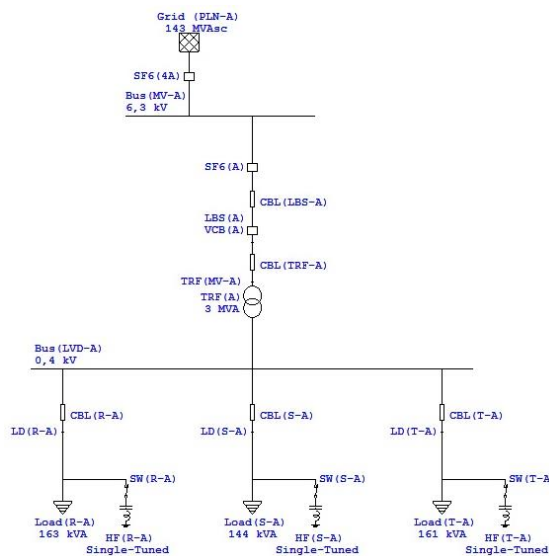 Grid (PLN-A)
143 MVAsc
SF6(4A)
Bus(MV-A)
6,3 kV
SF6(A)
CBL(LBS-A)
LBS(A)
VCB(A)
CBL(TRF-A)
TRF(MV-A)
TRF(A)
3 MVA
Bus(LVD-A)
0,4 kV
CBL(R-A) CBL(S-A) CBL(T-A)
LD(R-A) LD(S-A) LD(T-A)
SW(R-A) SW(S-A) SW(T-A
Load(R-A) Load(S-A) Load(T-A)
163 kVA 144 kVA 161 kVA
HF(R-A) HF(S-A) HF(T-A)
Single-Tuned Single-Tuned Single-Tuned